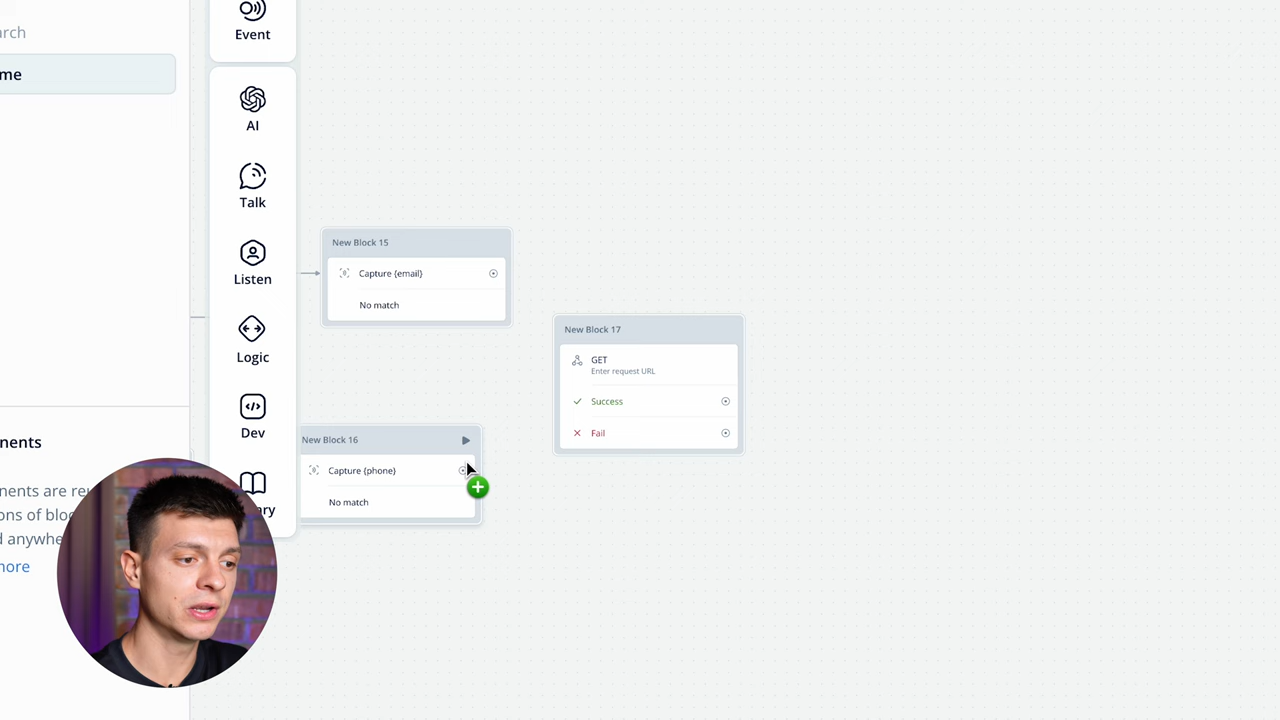 Event
arch
me
AI
Talk
New Block 15
Capture {email}
No match
Listen
New Block 17
GET
Enter request URL
Success
Fail
Logic
Dev
New Block 16
Capture {phone}
No match
nents
ary
nents are re
ons of bloc
d anywhe
more